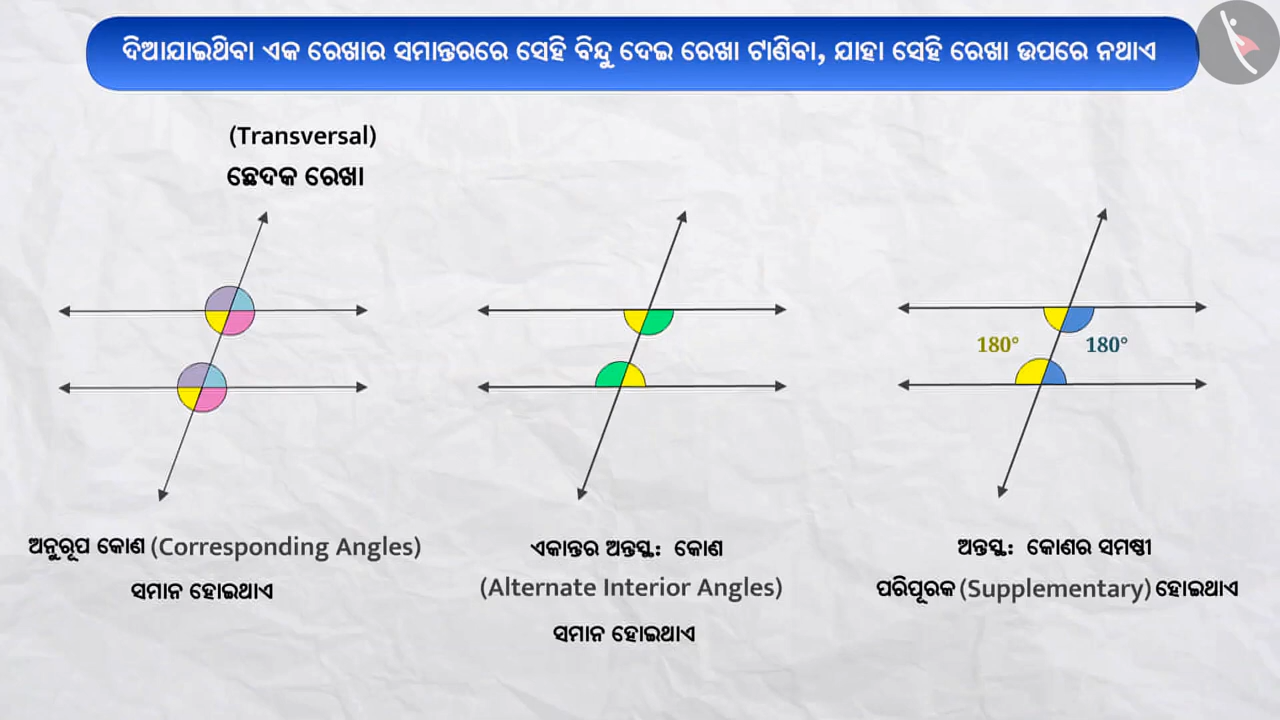 ଦିଆଯାଇଥିବା ଏକ ରେଖାର ସମାନ୍ତରରେ ସେହି ବିନ୍ଦୁ ଦେଇ ରେଖା ଟାଣିବା, ଯାହା ସେହି ରେଖା ଉପରେ ନଥାଏ
(Transversal)
ଛେଦକ ରେଖା
180°
180°
ଅନୁରୂପ କୋଣ (Corresponding Angles)
ସମାନ ହୋଇଥାଏ
ଏକାନ୍ତର ଅନ୍ତସ୍ଥ: କୋଣ
(Alternate Interior Angles)
ସମାନ ହୋଇଥାଏ
ଅନ୍ତସ୍ଥ: କୋଣର ସମଷ୍ଟୀ
ପରିପୂରକ (Supplementary) ହୋଇଥାଏ